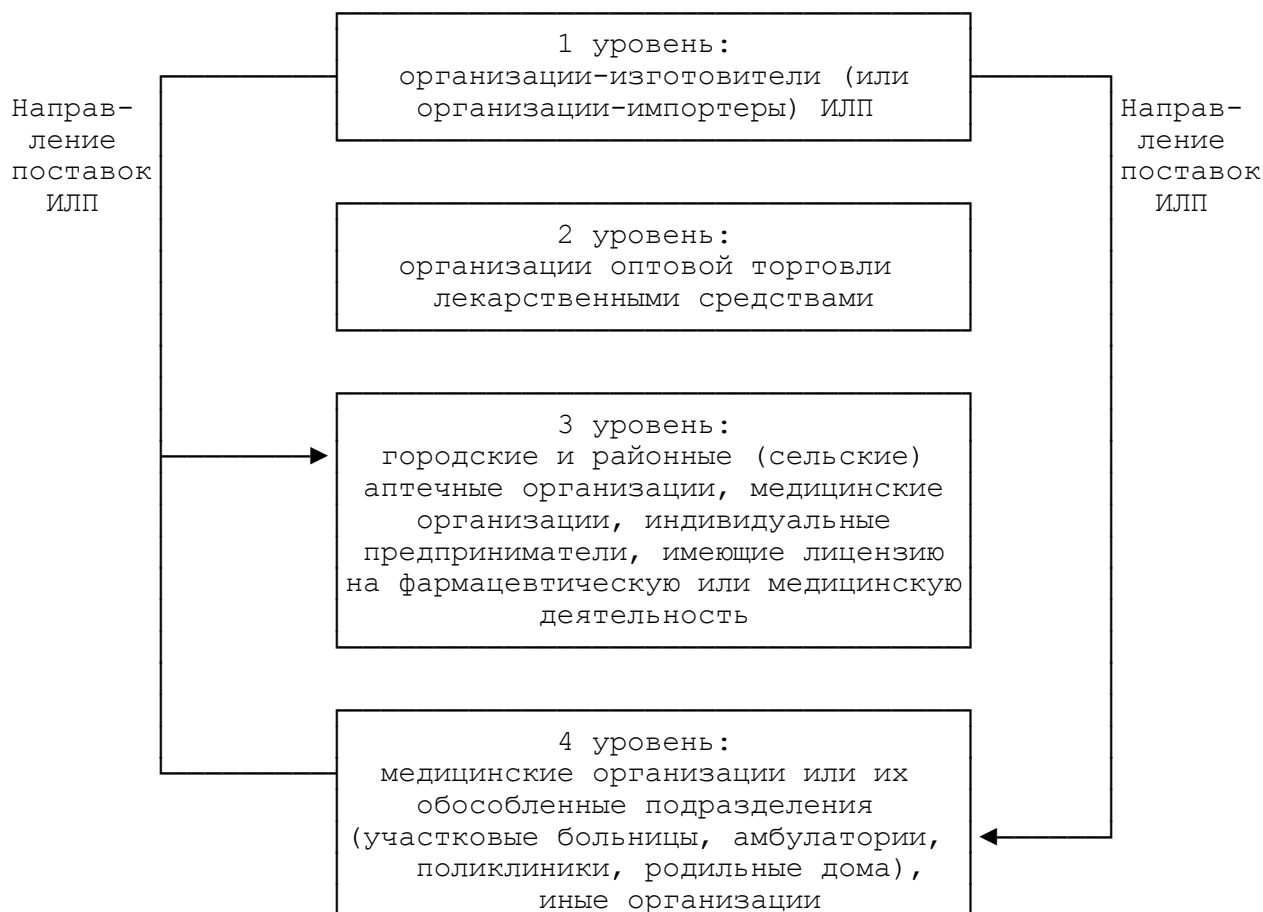 1 уровень:
организации-изготовители (или
организации-импортеры) ИЛП
Направ-
ление
поставок
ИЛП
Направ-
ление
поставок
ИЛП
2 уровень:
организации оптовой торговли
лекарственными средствами
3 уровень:
городские и районные (сельские)
аптечные организации, медицинские
организации, индивидуальные
предприниматели, имеющие лицензию
на фармацевтическую или медицинскую
деятельность
4 уровень:
медицинские организации или их
обособленные подразделения
(участковые больницы, амбулатории,
поликлиники, родильные дома),
иные организации